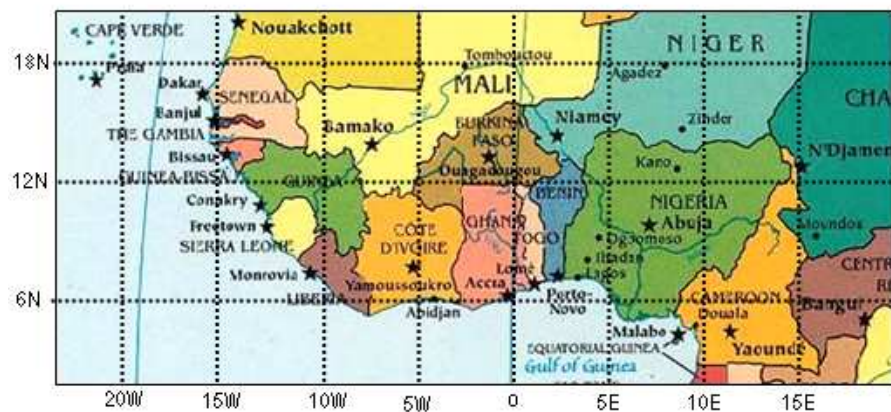 CAPE VERDE
Praia
Nouakchott
NIGER
18N
Tombouctou
Agadez
Dakar
SENEGAL
MALI
CHA
Banjul
THE GAMBIA
Bamako
BURKINA
FASO
Niamey
Zinder
Bissau
Ouagadougou
Kano
N'Djamen
GUINEA-BISSA
GUINEA
12N
BENIN
NIGERIA
Conakry
GHANA
Abuja
Moundos
Freetown
COTE
D'IVOIRE
TOGO
Ogbomoso
SIERRA LEONE
Ibadan
CENTR
Monrovia
Yamoussoukro
Lomé
Lagos
R
LIBERIA
Accra
Porto-
Novo
CAMEROON
Bangui
6N
Abidjan
Douala
Malabo
Yaounde
EQUATORIAL GUINEA
Gulf of Guinea
20W 15W 10W 5W 0 5E 10E 15E